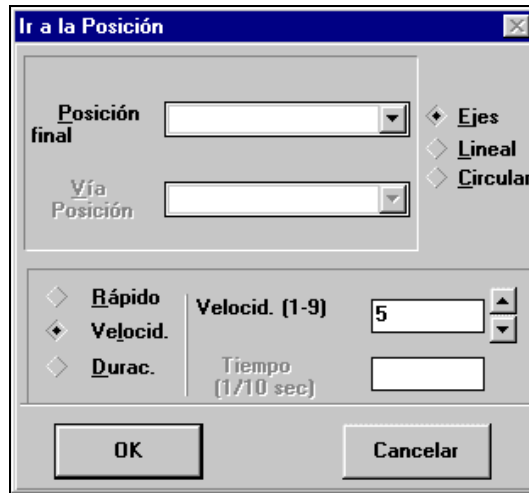 Ir a la Posición
Posición
final
Ejes
Lineal
Circular
Vía
Posición
Rápido
Velocid.
Durac.
Velocid. (1-9)
5
Tiempo
(1/10 sec)
OK
Cancelar